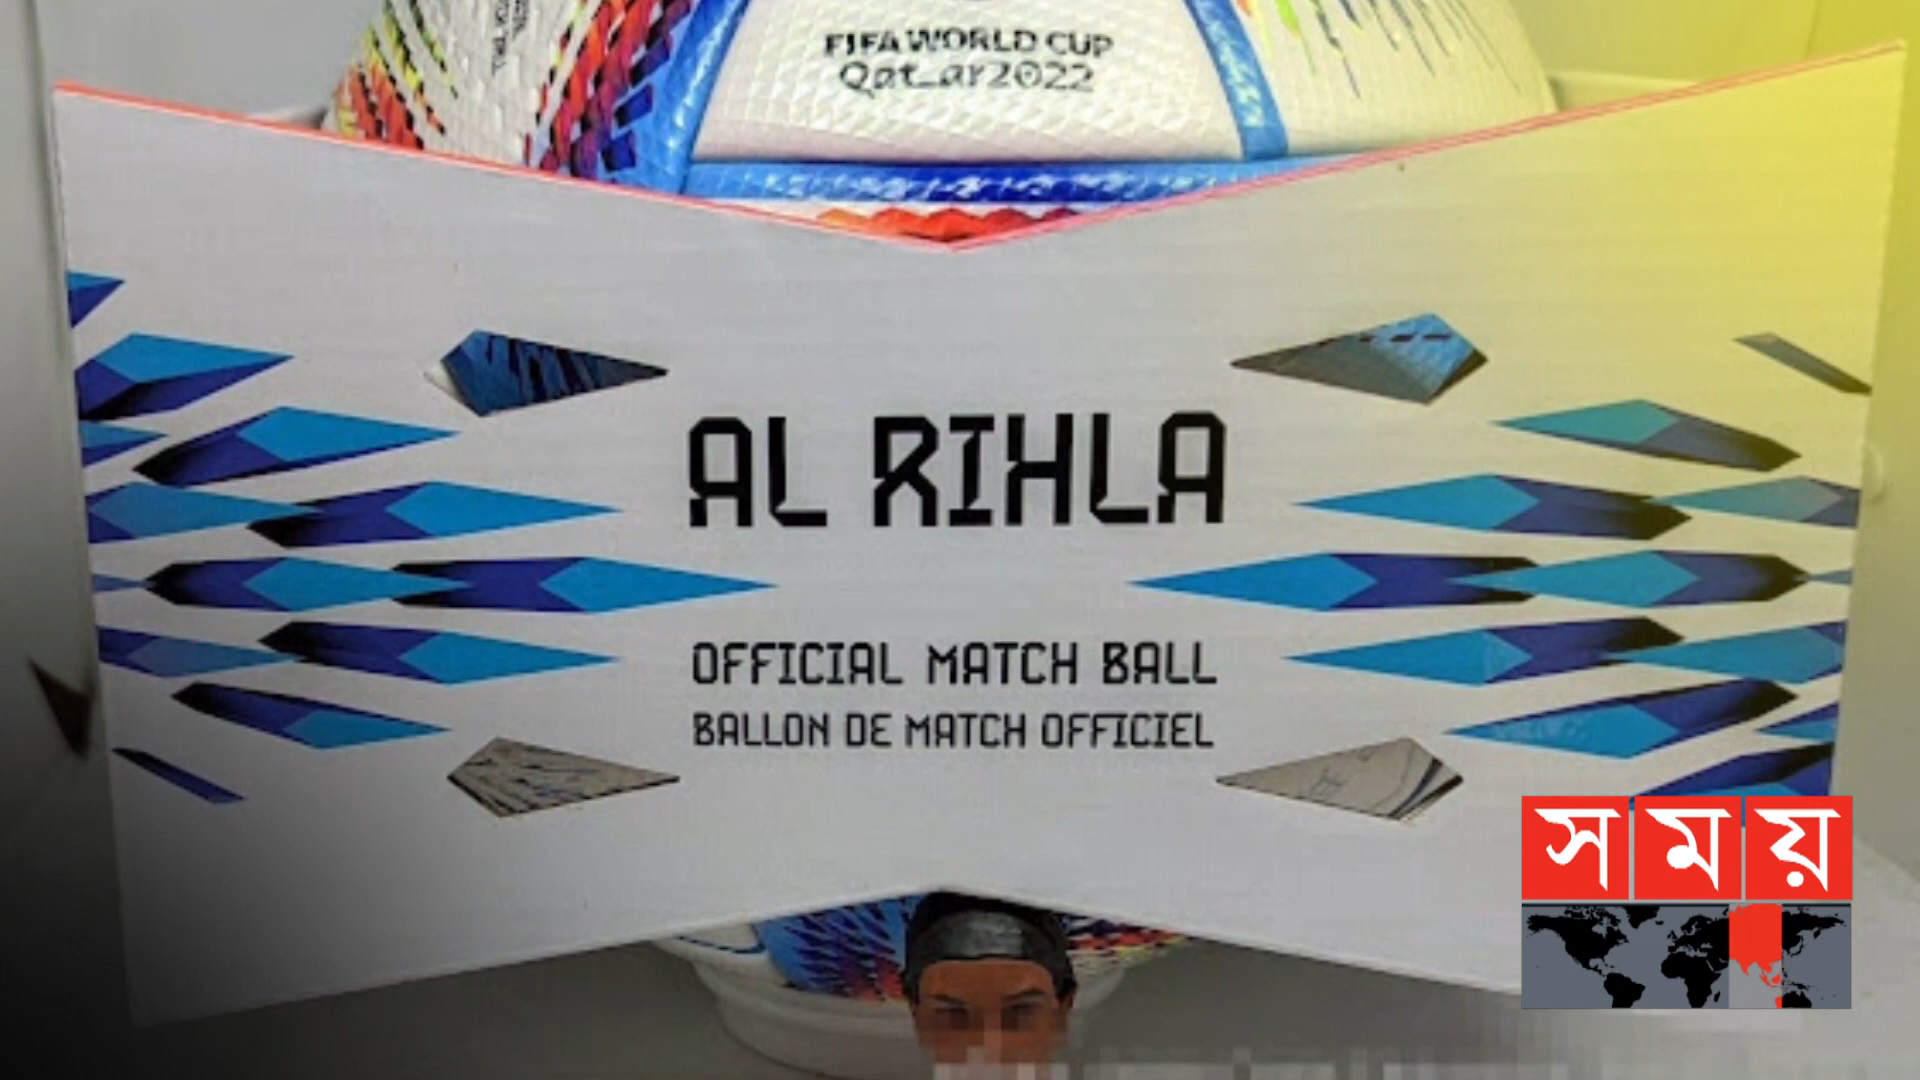 FIFA WORLD CUP
Qatar2022
AL RIHLA
OFFICIAL MATCH BALL
BALLON DE MATCH OFFICIEL
সময়